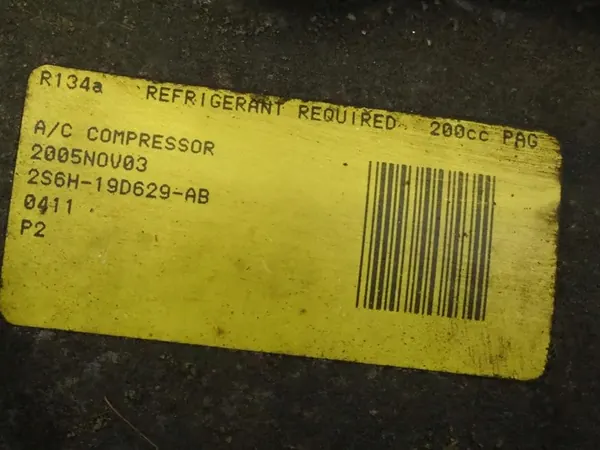 R134a REFRIGERANT REQUIRED 200cc PAG
A/C COMPRESSOR
2005NOV03
2S6H-19D629-AB
0411
P2